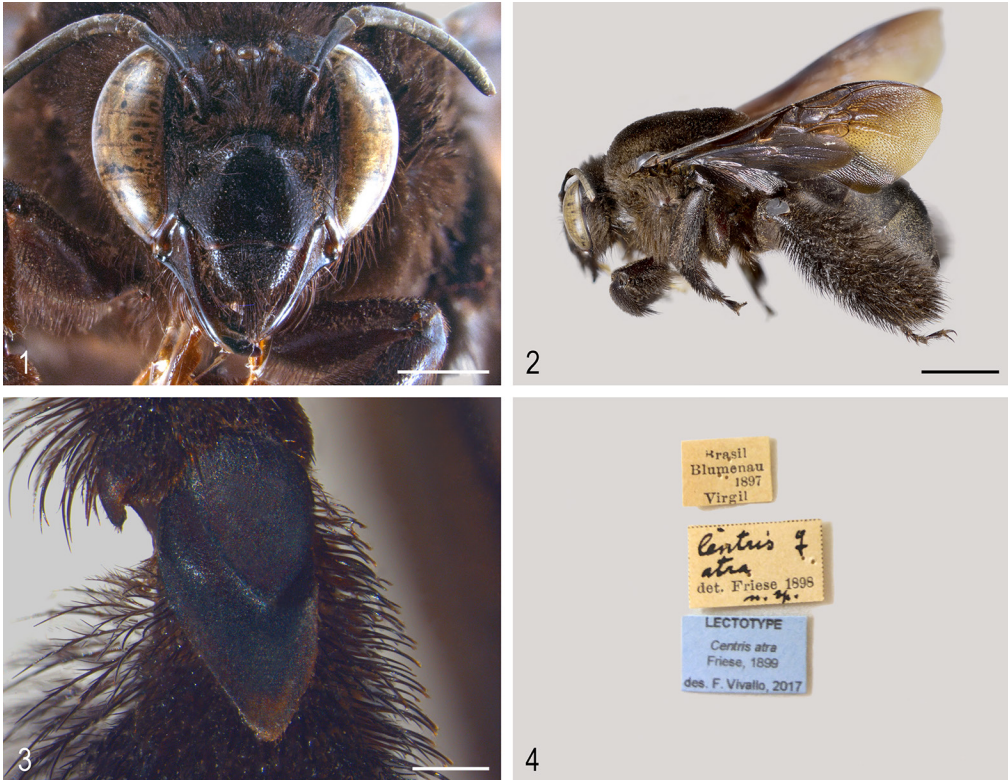 1
2
3
4
Brasil
Blumenau
1897
Virgil
Centris ♀
atra
det. Friese 1898
n. sp.
LECTOTYPE
Centris atra
Friese, 1899
des. F. Vivallo, 2017